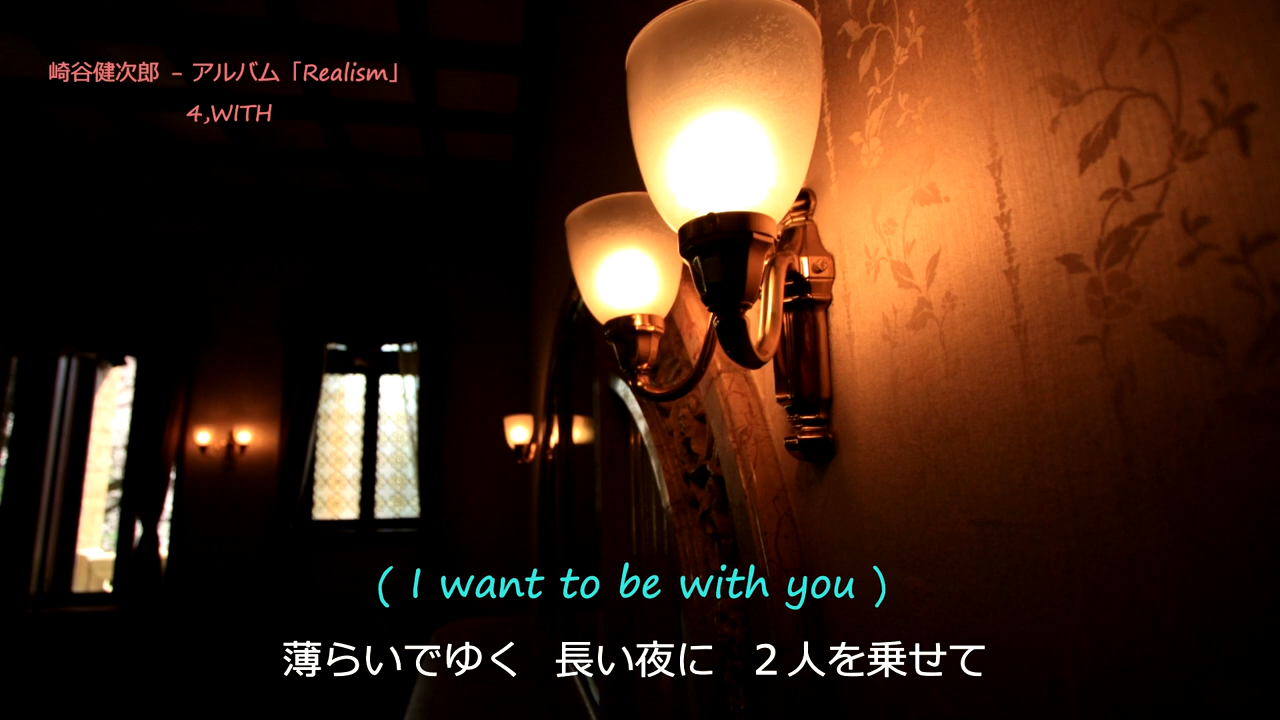 崎谷健次郎 - アルバム「Realism」
4,WITH
( I want to be with you )
薄らいでゆく 長い夜に 2人を乗せて